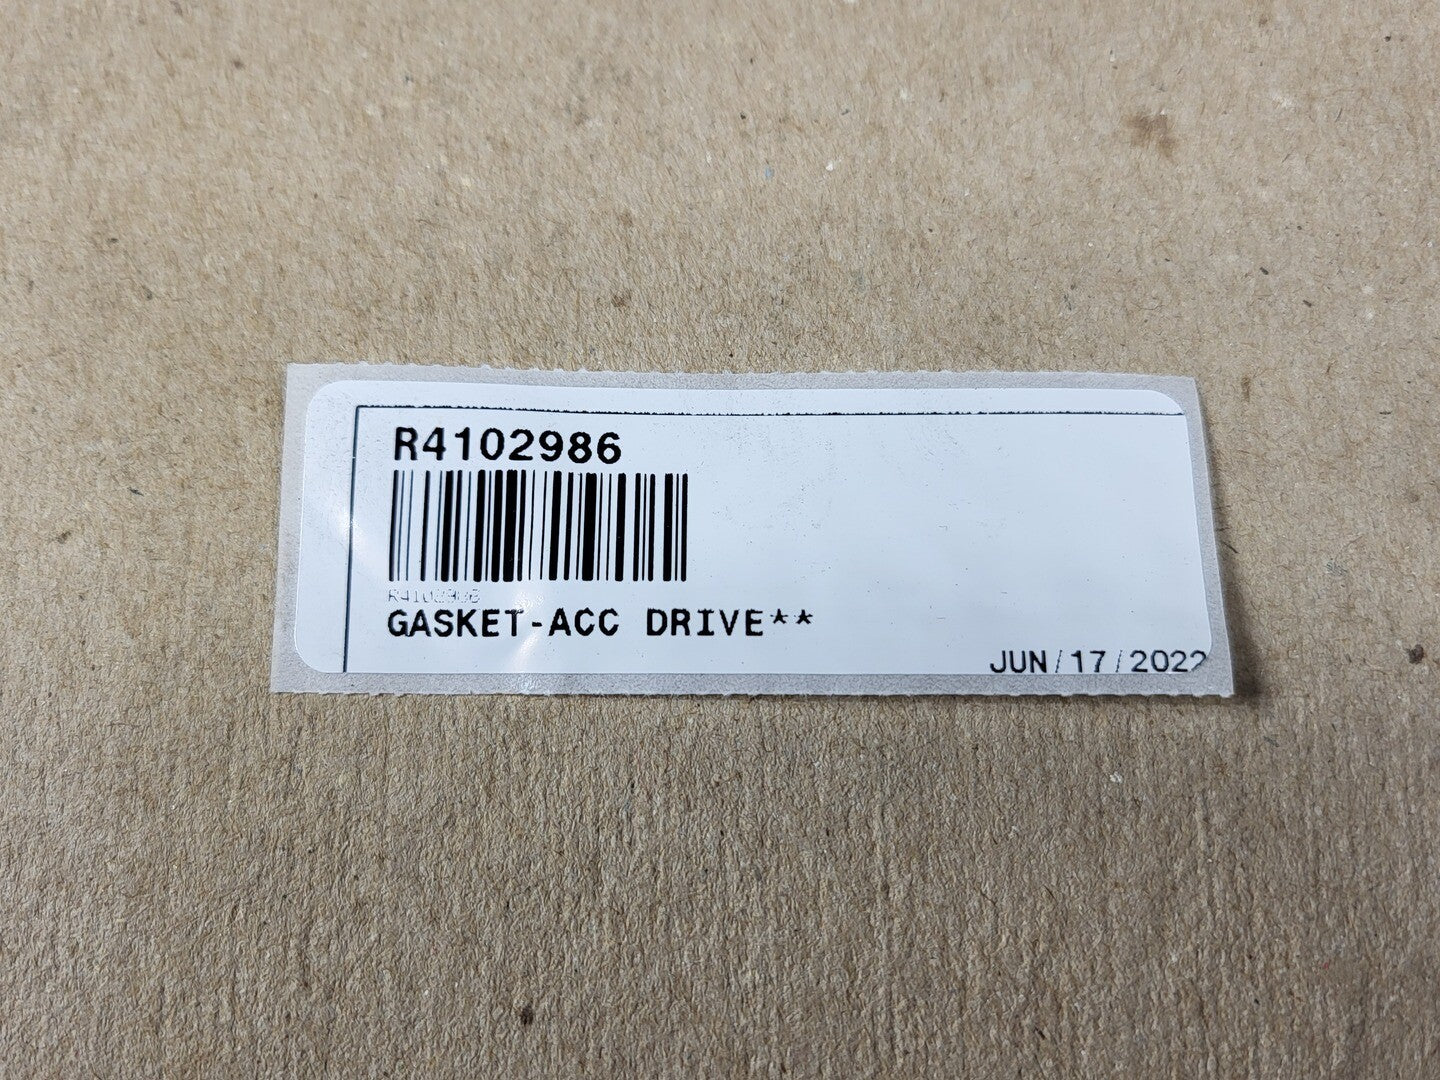 R4102986
GASKET-ACC DRIVE**
JUN/17/2022